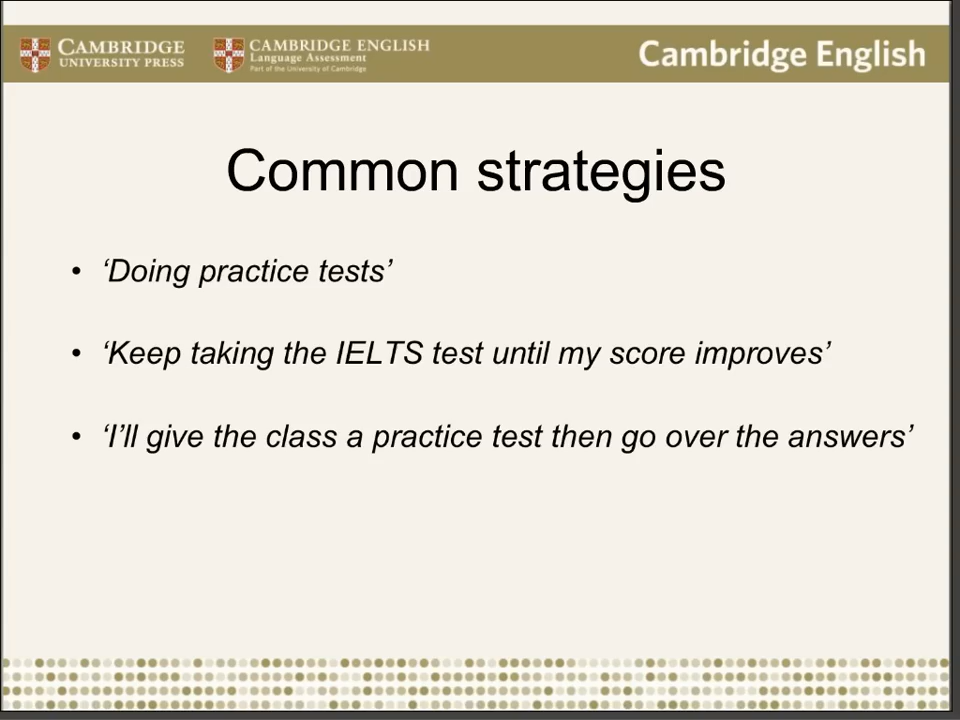 CAMBRIDGE
UNIVERSITY PRESS
CAMBRIDGE ENGLISH
Language Assessment
Part of the University of Cambridge
Cambridge English
Common strategies
• ‘Doing practice tests’
• ‘Keep taking the IELTS test until my score improves’
• ‘I’ll give the class a practice test then go over the answers’